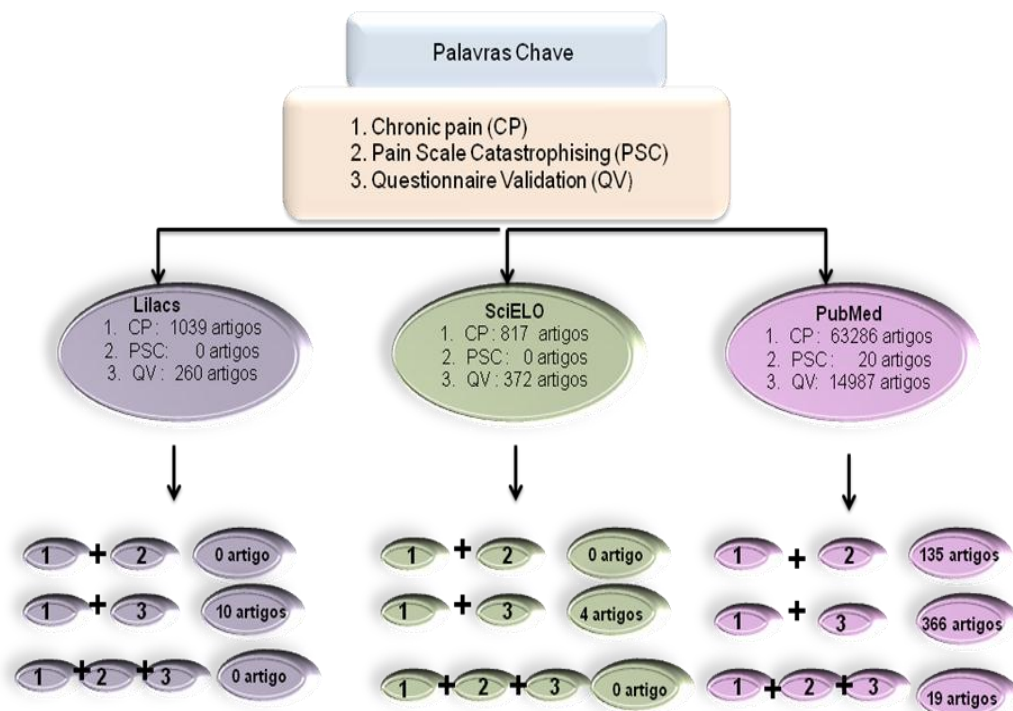 Palavras Chave
1. Chronic pain (CP)
2. Pain Scale Catastrophising (PSC)
3. Questionnaire Validation (QV)
Lilacs
1. CP: 1039 artigos
2. PSC: 0 artigos
3. QV: 260 artigos
SciELO
1. CP: 817 artigos
2. PSC: 0 artigos
3. QV: 372 artigos
PubMed
1. CP: 63286 artigos
2. PSC: 20 artigos
3. QV: 14987 artigos
1 + 2 0 artigo
1 + 3 10 artigos
1 + 2 + 3 0 artigo
1 + 2 0 artigo
1 + 3 4 artigos
1 + 2 + 3 0 artigo
1 + 2 135 artigos
1 + 3 366 artigos
1 + 2 + 3 19 artigos